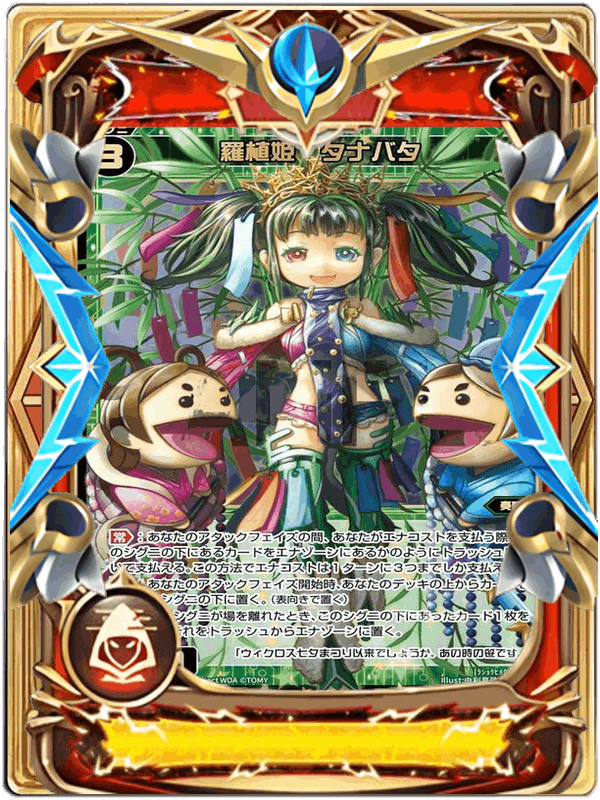 3
羅植姫 タナバタ
常：あなたのアタックフェイズの間、あなたがエナコストを支払う際
のシグニの下にあるカードをエナゾーンにあるかのようにトラッシュ
いて支払える。この方法でエナコストは１ターンに３つまでしか支払え
あなたのアタックフェイズ開始時、あなたのデッキの上からカー
シグニの下に置く。（表向きで置く）
シグニが場を離れたとき、このシグニの下にあったカード１枚を
れをトラッシュからエナゾーンに置く。
「ウィクロス七夕まつり以来でしょうか、あの時の笹です
WDA ©TOMY
Illust: